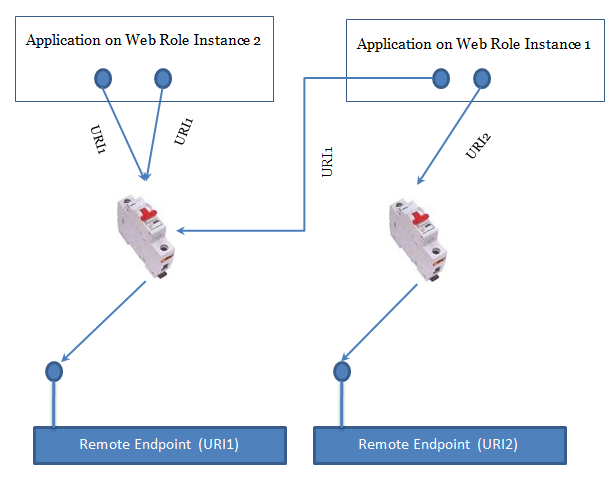 Application on Web Role Instance 2
Application on Web Role Instance 1
URI1
URI1
URI1
URI2
Remote Endpoint (URI1)
Remote Endpoint (URI2)